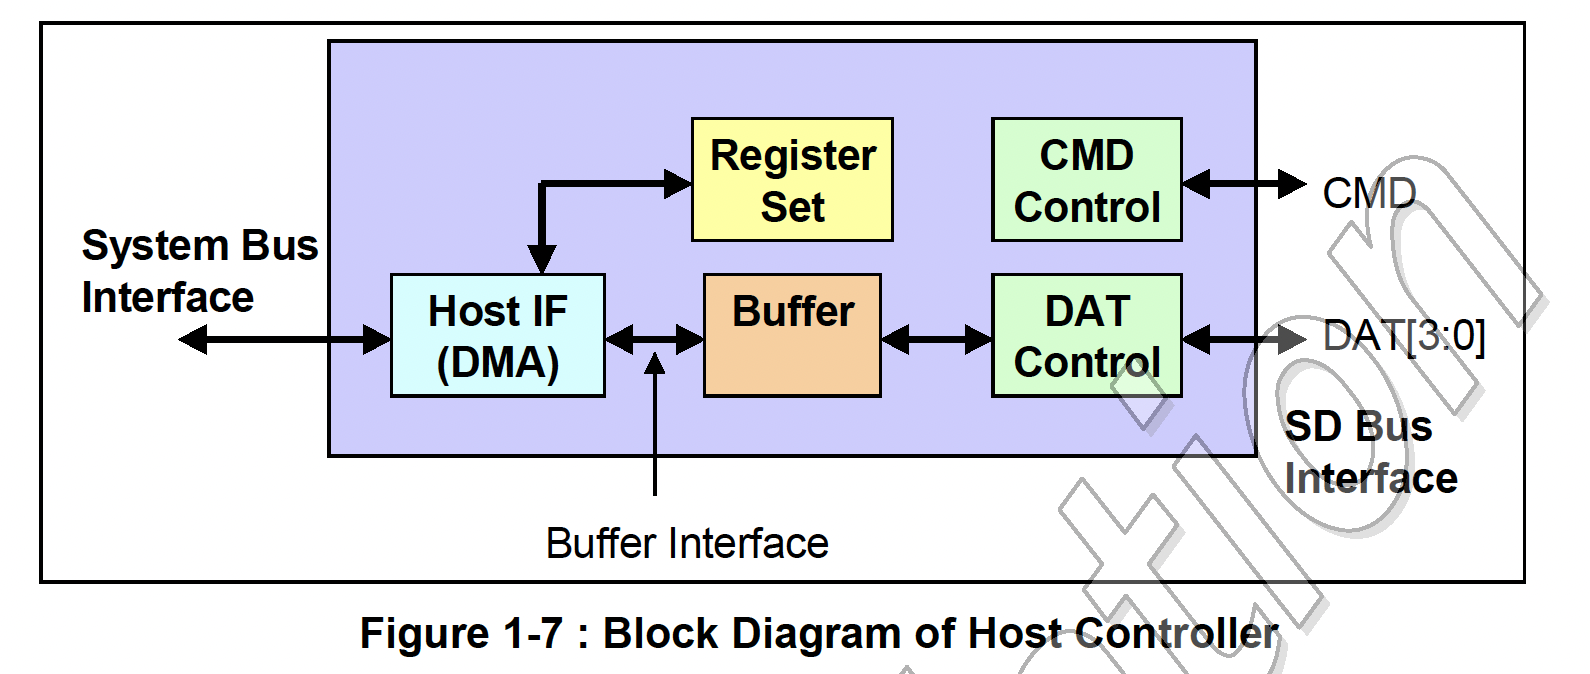 Register
Set
CMD
Control
CMD
System Bus
Interface
Host IF
(DMA)
Buffer
DAT
Control
DAT[3:0]
SD Bus
Interface
Buffer Interface
Figure 1-7 : Block Diagram of Host Controller